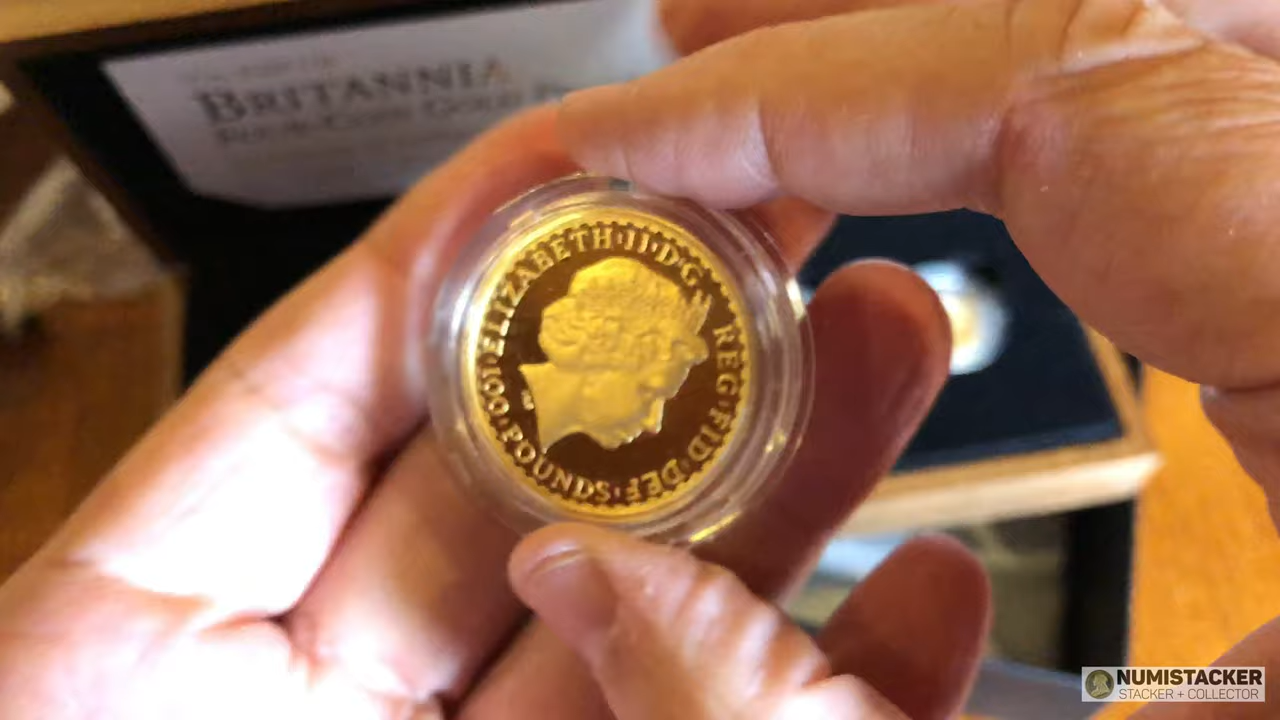 BRITANNIA
ELIZABETH·II·D·G· REG·FID·DEF·
100·POUNDS·
NUMISTACKER
STACKER + COLLECTOR